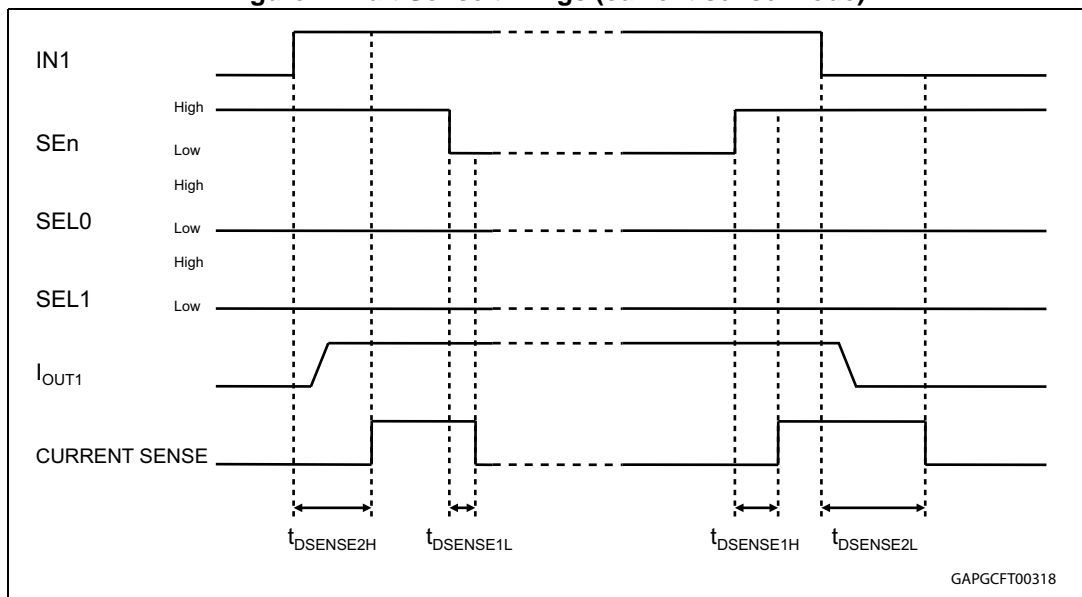 IN1
High
SEn
Low
High
SEL0
Low
High
SEL1
Low
IOUT1
CURRENT SENSE
tDSENSE2H tDSENSE1L tDSENSE1H tDSENSE2L
GAPGCFT00318